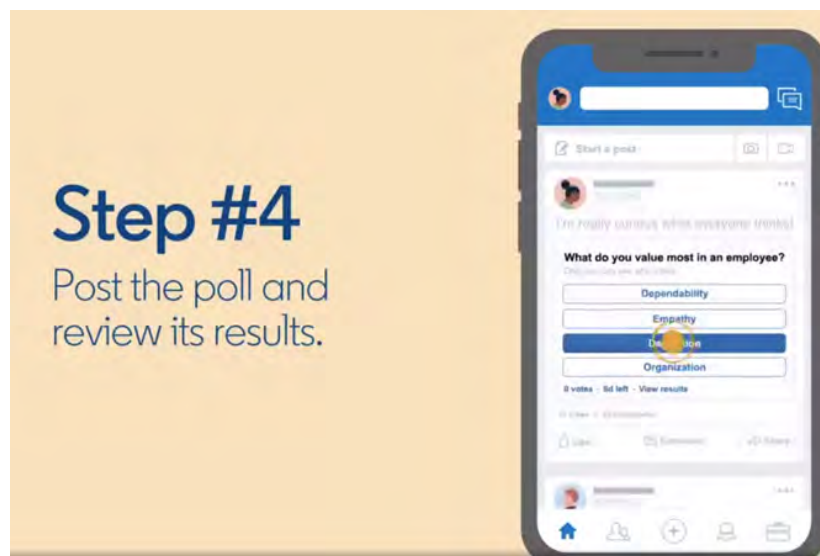 Step #4
Post the poll and
review its results.
Start a post
I'm really curious what everyone thinks!
What do you value most in an employee?
Dependability
Empathy
Organization
0 votes · 6d left · View results
Like
Comment
Share